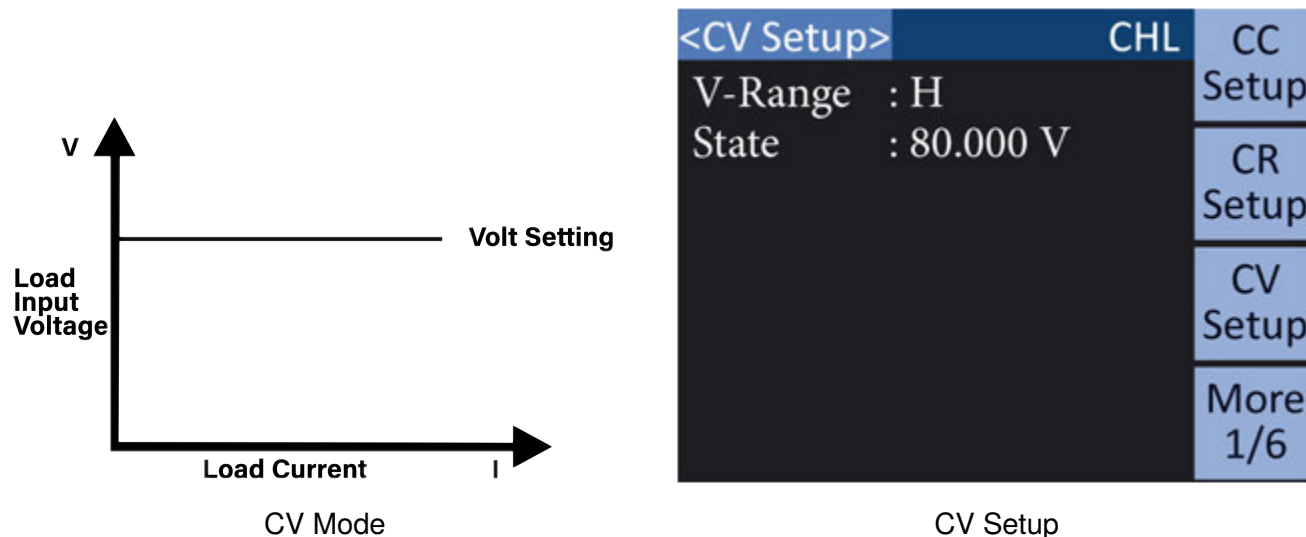 V
Volt Setting
Load
Input
Voltage
Load Current
I
CV Mode
<CV Setup>
CHL
V-Range : H
State : 80.000 V
CC
Setup
CR
Setup
CV
Setup
More
1/6
CV Setup